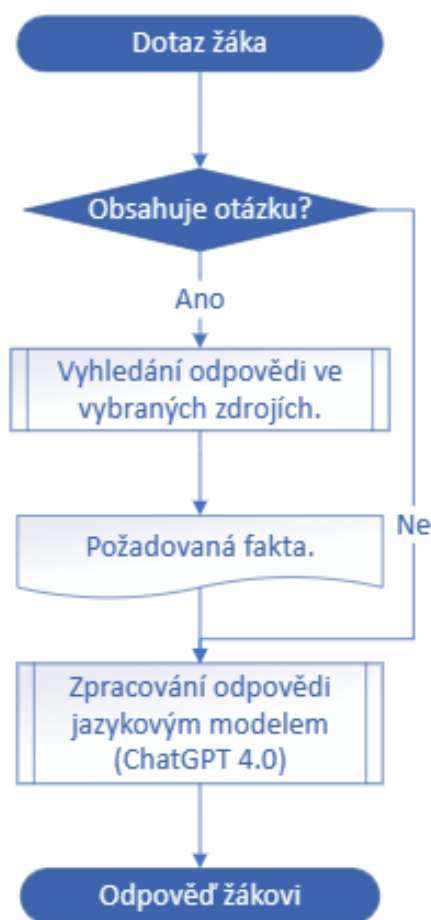 Dotaz žáka
Obsahuje otázku?
Ano
Vyhledání odpovědi ve
vybraných zdrojích.
Ne
Požadovaná fakta.
Zpracování odpovědi
jazykovým modelem
(ChatGPT 4.0)
Odpověď žákovi